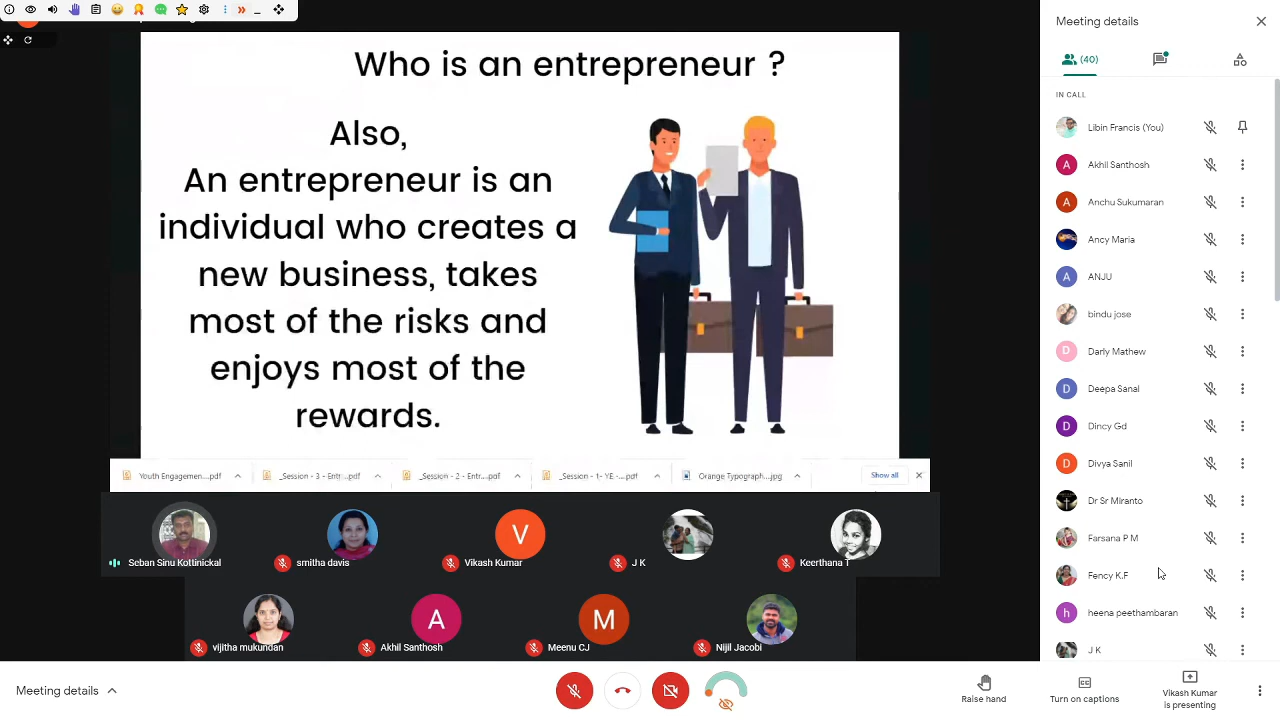 Who is an entrepreneur ?
Also,
An entrepreneur is an
individual who creates a
new business, takes
most of the risks and
enjoys most of the
rewards.
Youth Engagemen....pdf
_Session - 3 - Entr....pdf
_Session - 2 - Entr....pdf
_Session - 1- YE -....pdf
Orange Typograph....jpg
Show all
Seban Sinu Kottinickal
smitha davis
V
Vikash Kumar
J K
Keerthana T
vijitha mukundan
A
Akhil Santhosh
M
Meenu CJ
Nijil Jacobi
Meeting details
(40)
IN CALL
Libin Francis (You)
A Akhil Santhosh
A Anchu Sukumaran
Ancy Maria
A ANJU
bindu jose
D Darly Mathew
D Deepa Sanal
D Dincy Gd
D Divya Sanil
Dr Sr Miranto
Farsana P M
Fency K.F
h heena peethambaran
J K
Meeting details
Raise hand
Turn on captions
Vikash Kumar
is presenting